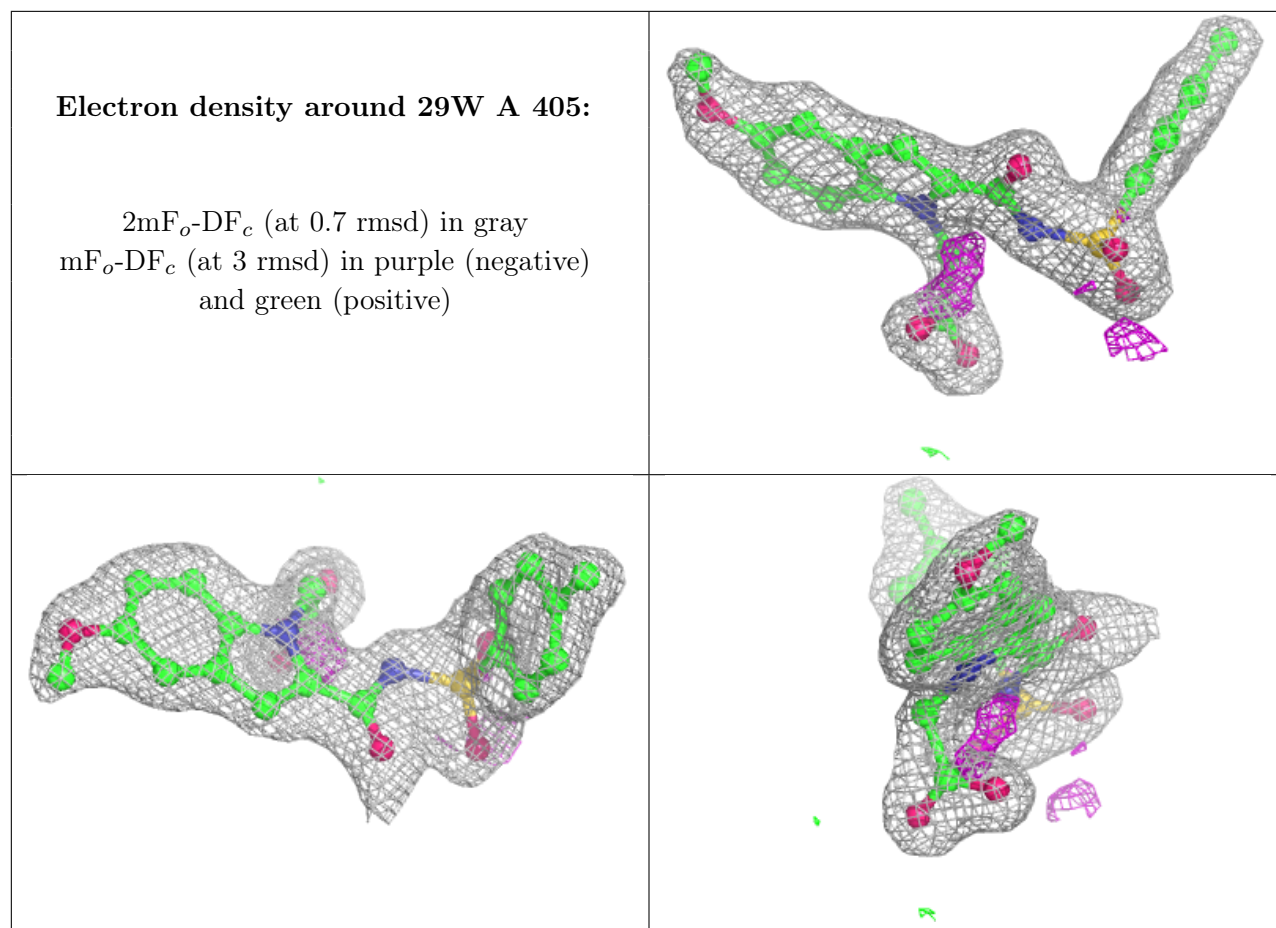 Electron density around 29W A 405:
2mFo-DFc (at 0.7 rmsd) in gray
mFo-DFc (at 3 rmsd) in purple (negative)
and green (positive)